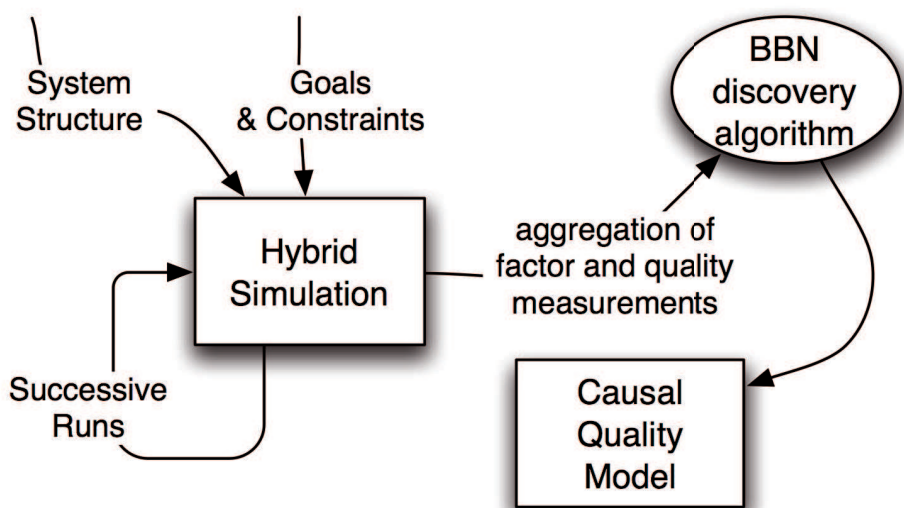 System
Structure
Goals
& Constraints
BBN
discovery
algorithm
Hybrid
Simulation
aggregation of
factor and quality
measurements
Successive
Runs
Causal
Quality
Model